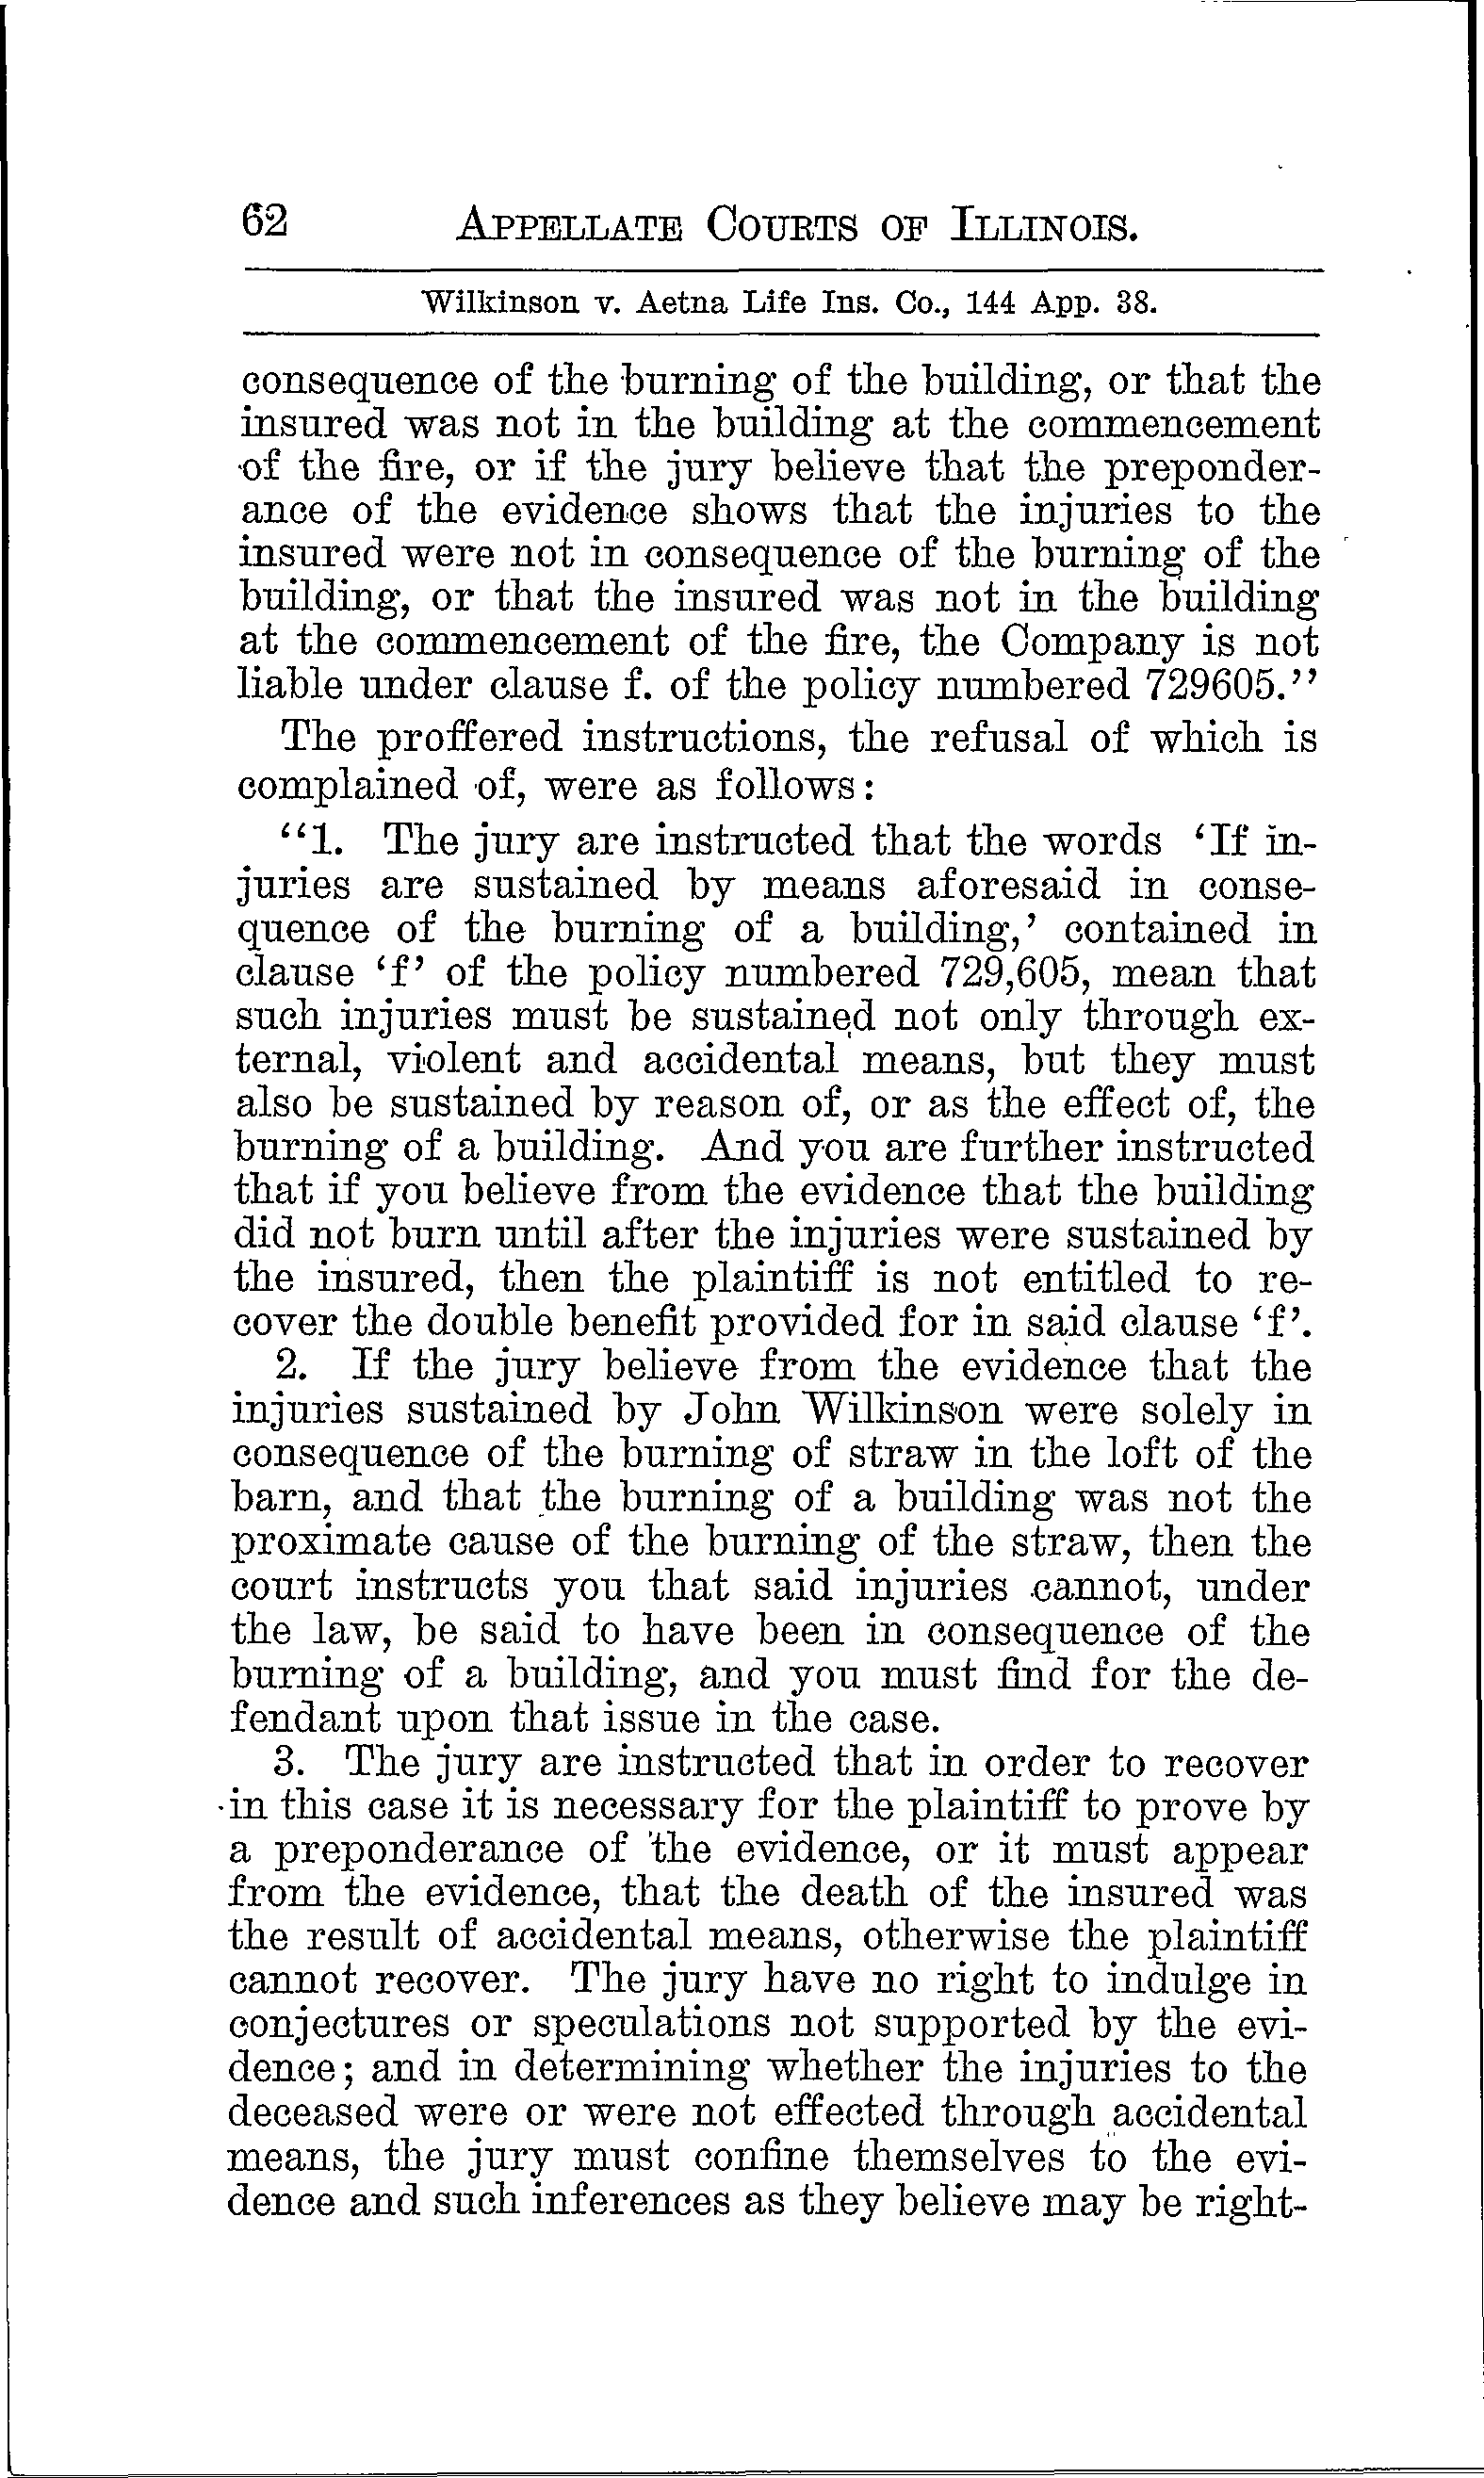 62 APPELLATE COURTS OF ILLINOIS.
Wilkinson v. Aetna Life Ins. Co., 144 App. 38.
consequence of the burning of the building, or that the
insured was not in the building at the commencement
of the fire, or if the jury believe that the preponder-
ance of the evidence shows that the injuries to the
insured were not in consequence of the burning of the
building, or that the insured was not in the building
at the commencement of the fire, the Company is not
liable under clause f. of the policy numbered 729605.’’
The proffered instructions, the refusal of which is
complained of, were as follows:
‘‘1. The jury are instructed that the words ‘If in-
juries are sustained by means aforesaid in conse-
quence of the burning of a building,’ contained in
clause ‘f’ of the policy numbered 729,605, mean that
such injuries must be sustained not only through ex-
ternal, violent and accidental means, but they must
also be sustained by reason of, or as the effect of, the
burning of a building. And you are further instructed
that if you believe from the evidence that the building
did not burn until after the injuries were sustained by
the insured, then the plaintiff is not entitled to re-
cover the double benefit provided for in said clause ‘f’.
2. If the jury believe from the evidence that the
injuries sustained by John Wilkinson were solely in
consequence of the burning of straw in the loft of the
barn, and that the burning of a building was not the
proximate cause of the burning of the straw, then the
court instructs you that said injuries cannot, under
the law, be said to have been in consequence of the
burning of a building, and you must find for the de-
fendant upon that issue in the case.
3. The jury are instructed that in order to recover
in this case it is necessary for the plaintiff to prove by
a preponderance of the evidence, or it must appear
from the evidence, that the death of the insured was
the result of accidental means, otherwise the plaintiff
cannot recover. The jury have no right to indulge in
conjectures or speculations not supported by the evi-
dence; and in determining whether the injuries to the
deceased were or were not effected through accidental
means, the jury must confine themselves to the evi-
dence and such inferences as they believe may be right-